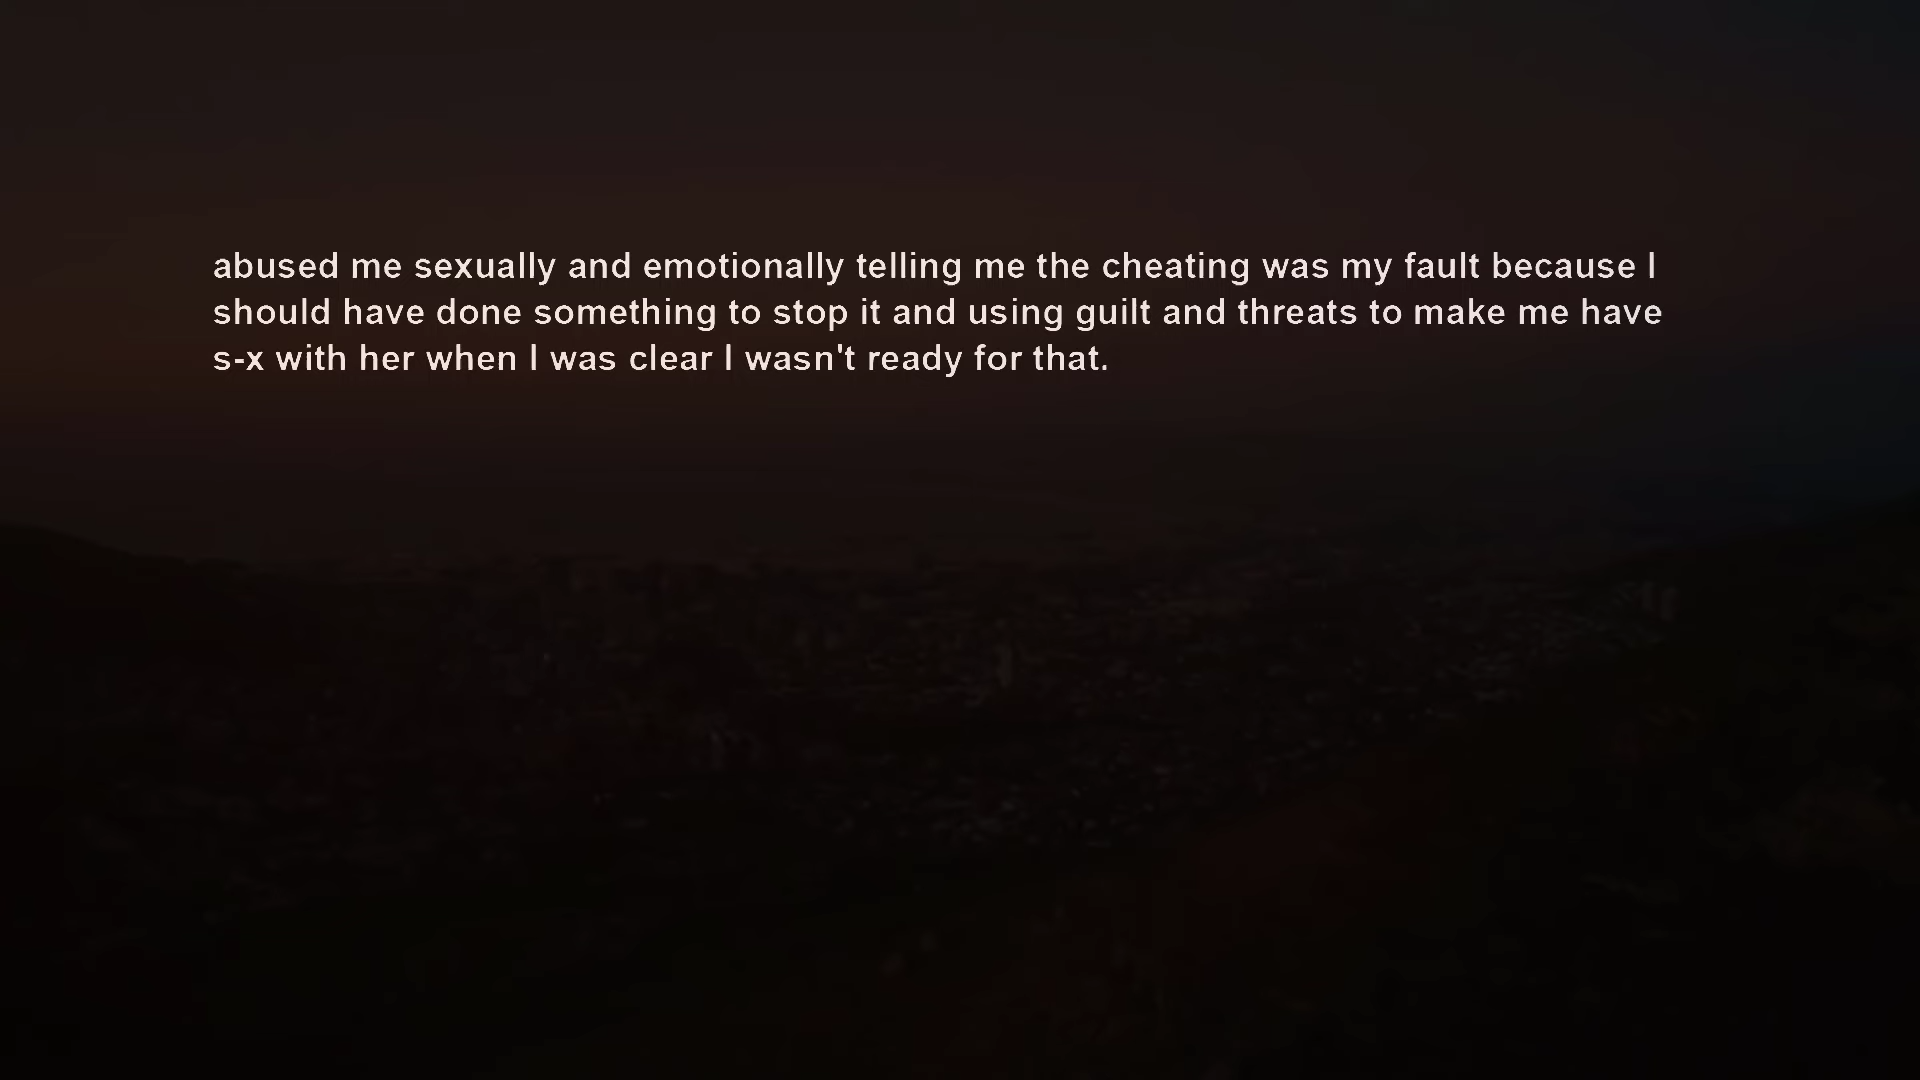 abused me sexually and emotionally telling me the cheating was my fault because I
should have done something to stop it and using guilt and threats to make me have
s-x with her when I was clear I wasn't ready for that.